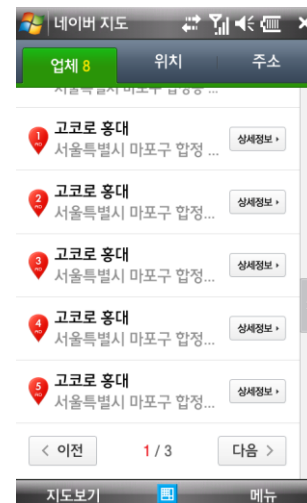 네이버 지도
업체 8
위치
주소
1
고코로 홍대
서울특별시 마포구 합정 ...
상세정보
2
고코로 홍대
서울특별시 마포구 합정...
상세정보
3
고코로 홍대
서울특별시 마포구 합정...
상세정보
4
고코로 홍대
서울특별시 마포구 합정...
상세정보
5
고코로 홍대
서울특별시 마포구 합정...
상세정보
< 이전
1 / 3
다음 >
지도보기
메뉴